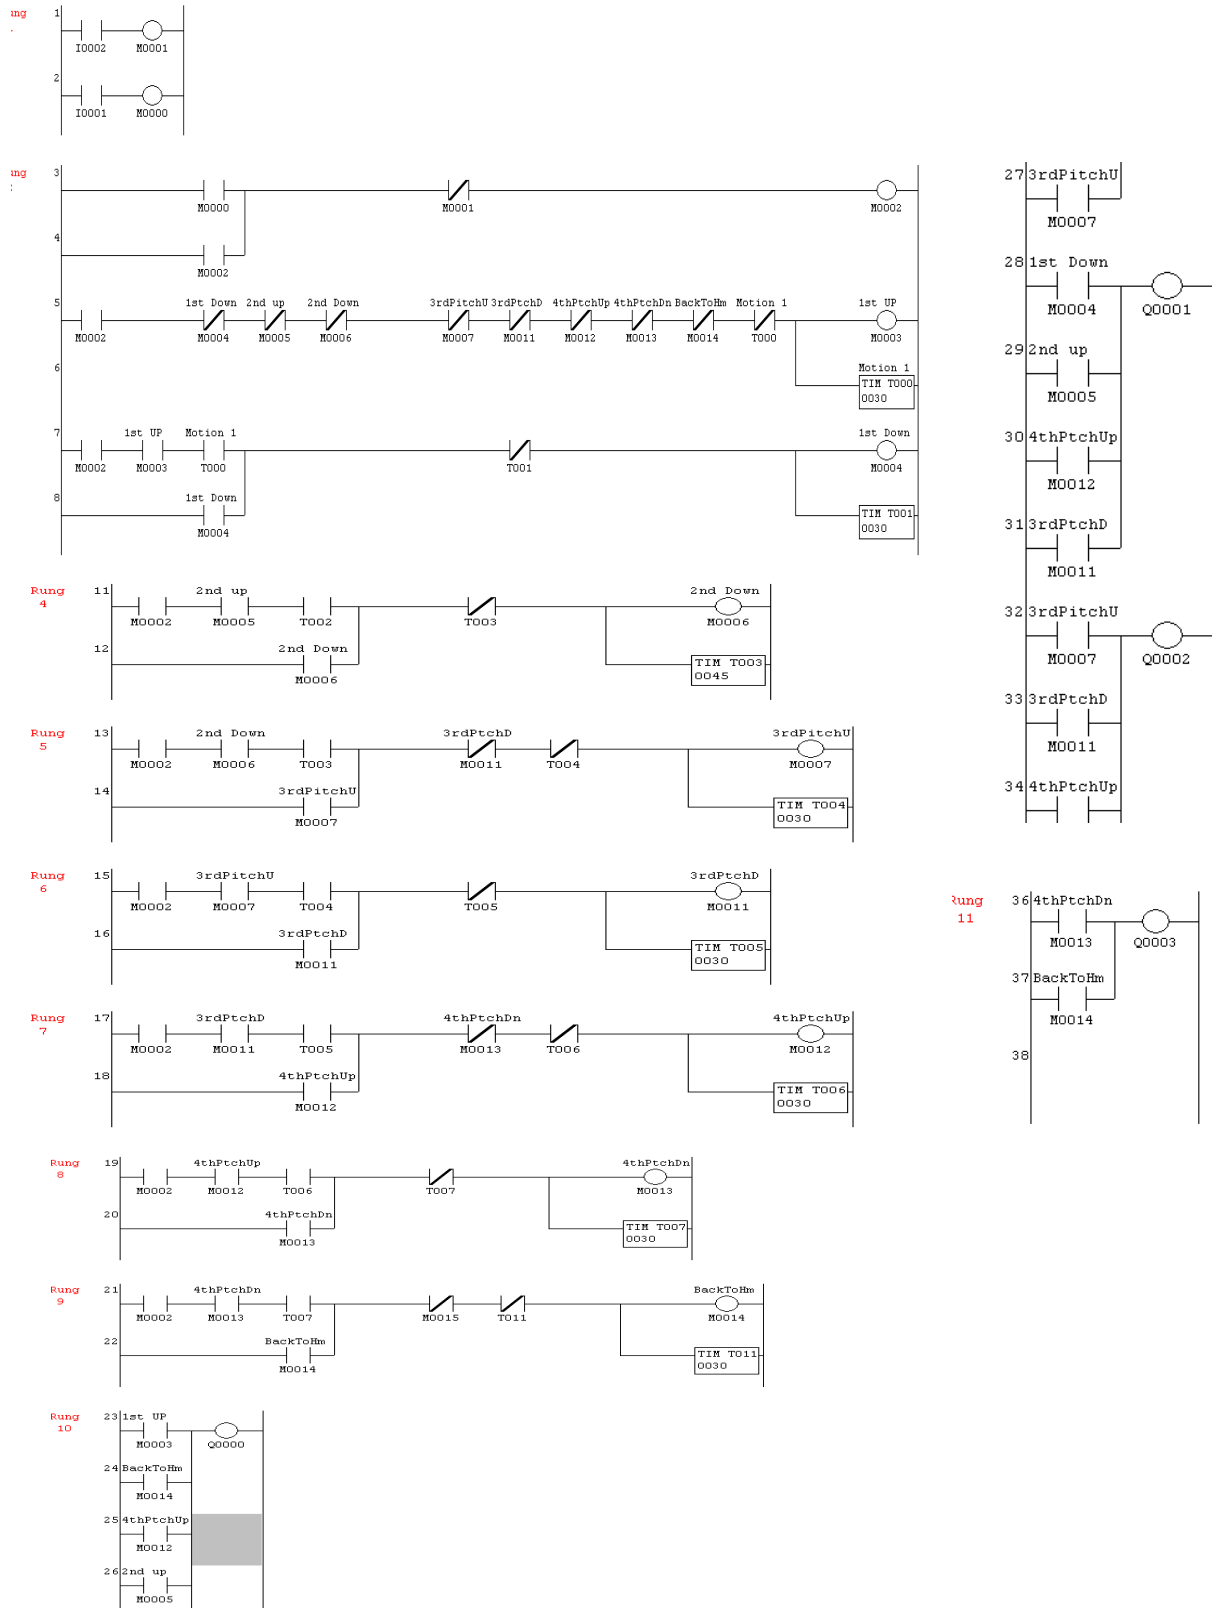 ung 1
I0002 M0001
2
I0001 M0000
ung 3
M0000 M0001 M0002
4
M0002
5 1st Down 2nd up 2nd Down 3rdPitchU 3rdPtchD 4thPtchUp 4thPtchDn BackToHm Motion 1 1st UP
M0002 M0004 M0005 M0006 M0007 M0011 M0012 M0013 M0014 T000 M0003
6 Motion 1
TIM T000
0030
7 1st UP Motion 1 1st Down
M0002 M0003 T000 T001 M0004
8 1st Down
M0004 TIM T001
0030
Rung 4
11 2nd up 2nd Down
M0002 M0005 T002 T003 M0006
12 2nd Down
M0006 TIM T003
0045
Rung 5
13 2nd Down 3rdPtchD 3rdPitchU
M0002 M0006 T003 M0011 T004 M0007
14 3rdPitchU
M0007 TIM T004
0030
Rung 6
15 3rdPitchU 3rdPtchD
M0002 M0007 T004 T005 M0011
16 3rdPtchD
M0011 TIM T005
0030
Rung 7
17 3rdPtchD 4thPtchDn 4thPtchUp
M0002 M0011 T005 M0013 T006 M0012
18 4thPtchUp
M0012 TIM T006
0030
Rung 8
19 4thPtchUp 4thPtchDn
M0002 M0012 T006 T007 M0013
20 4thPtchDn
M0013 TIM T007
0030
Rung 9
21 4thPtchDn BackToHm
M0002 M0013 T007 M0015 T011 M0014
22 BackToHm
M0014 TIM T011
0030
Rung 10
23 1st UP
M0003 Q0000
24 BackToHm
M0014
25 4thPtchUp
M0012
26 2nd up
M0005
27 3rdPitchU
M0007
28 1st Down
M0004 Q0001
29 2nd up
M0005
30 4thPtchUp
M0012
31 3rdPtchD
M0011
32 3rdPitchU
M0007 Q0002
33 3rdPtchD
M0011
34 4thPtchUp
Rung 11
36 4thPtchDn
M0013 Q0003
37 BackToHm
M0014
38